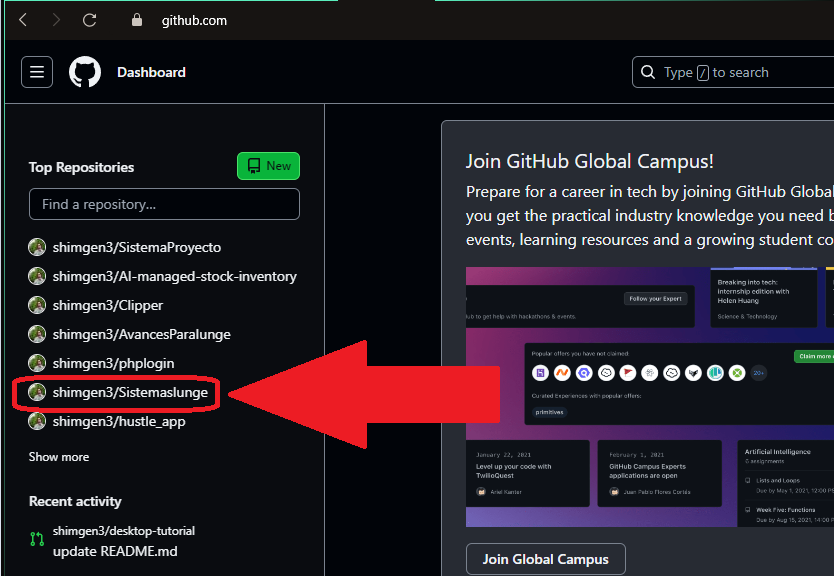 github.com
Dashboard
Type / to search
Top Repositories
New
Find a repository...
shimgen3/SistemaProyecto
shimgen3/AI-managed-stock-inventory
shimgen3/Clipper
shimgen3/AvancesParalunge
shimgen3/phplogin
shimgen3/Sistemaslunge
shimgen3/hustle_app
Show more
Recent activity
shimgen3/desktop-tutorial
update README.md
Join GitHub Global Campus!
Prepare for a career in tech by joining GitHub Global
you get the practical industry knowledge you need b
events, learning resources and a growing student co
Follow your Expert
lub to get help with hackathons & events.
Breaking into tech:
Internship edition with
Helen Huang
Science & Technology
Popular offers you have not claimed:
Claim more o
20+
Curated Experiences with popular offers:
primitives
January 22, 2021
Level up your code with
TwilioQuest
Ariel Kanter
February 1, 2021
GitHub Campus Experts
applications are open
Juan Pablo Flores Cortés
Artificial Intelligence
6 assignments
Lists and Loops
Due by May 1, 2021, 12:00 PS
Week Five: Functions
Due by Aug 15, 2021, 14:00 P
Join Global Campus